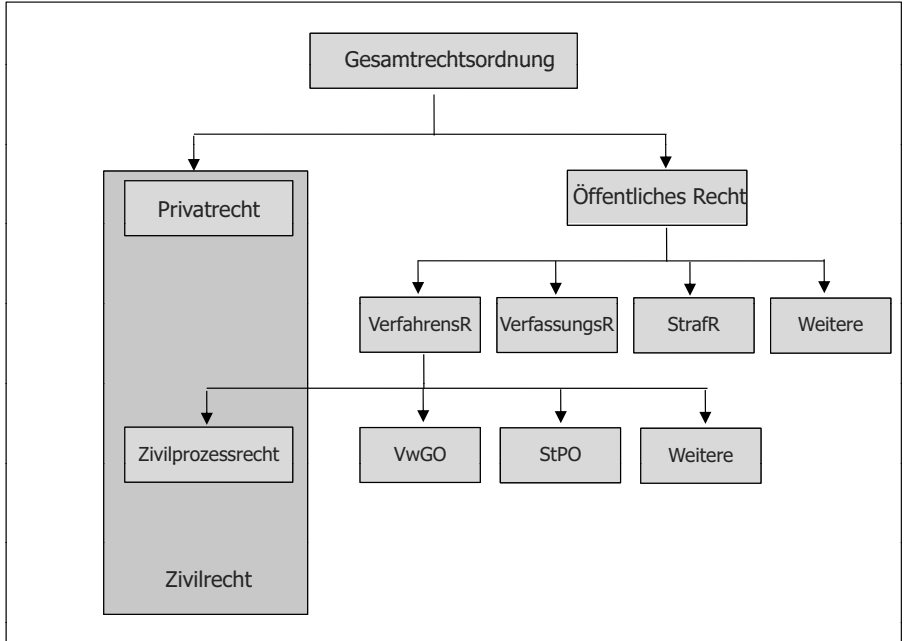 Gesamtrechtsordnung
Privatrecht
Öffentliches Recht
VerfahrensR
VerfassungsR
StrafR
Weitere
Zivilprozessrecht
VwGO
StPO
Weitere
Zivilrecht